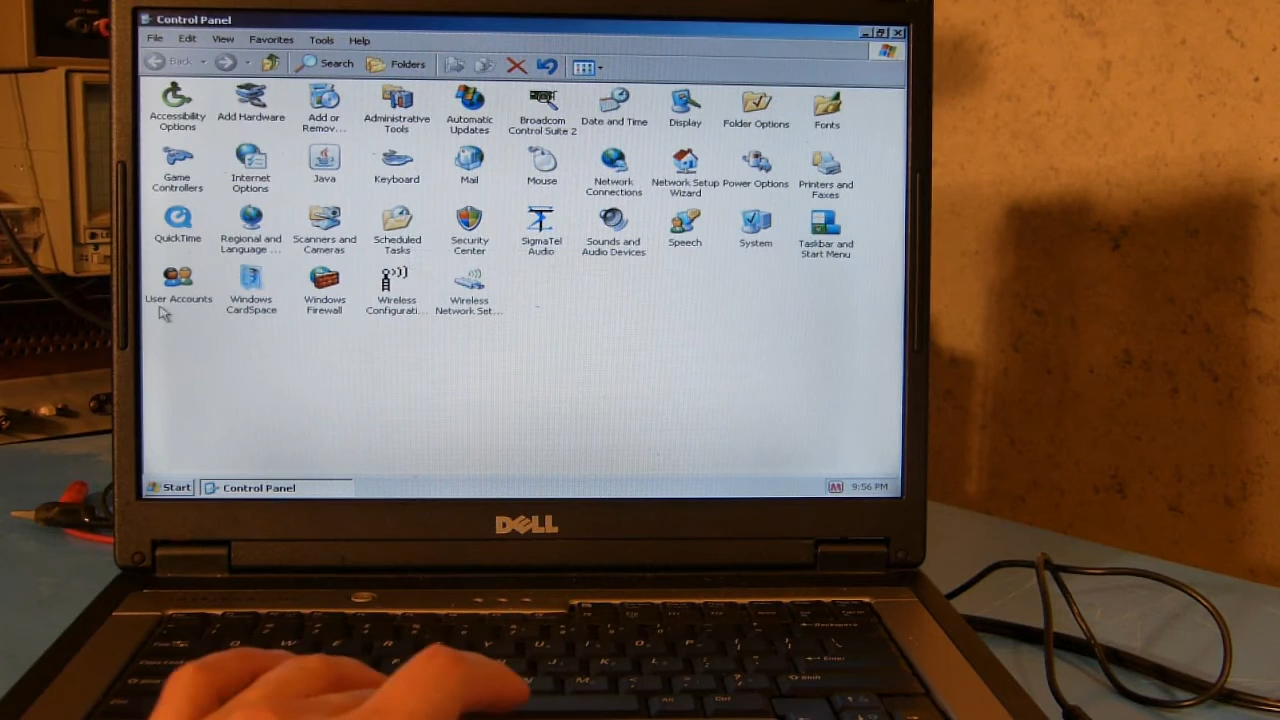 Control Panel
File Edit View Favorites Tools Help
Back Search Folders
Accessibility Options
Add Hardware
Add or Remov...
Administrative Tools
Automatic Updates
Broadcom Control Suite 2
Date and Time
Display
Folder Options
Fonts
Game Controllers
Internet Options
Java
Keyboard
Mail
Mouse
Network Connections
Network Setup Wizard
Power Options
Printers and Faxes
QuickTime
Regional and Language ...
Scanners and Cameras
Scheduled Tasks
Security Center
SigmaTel Audio
Sounds and Audio Devices
Speech
System
Taskbar and Start Menu
User Accounts
Windows CardSpace
Windows Firewall
Wireless Configurati...
Wireless Network Set...
Start Control Panel 9:56 PM
DELL